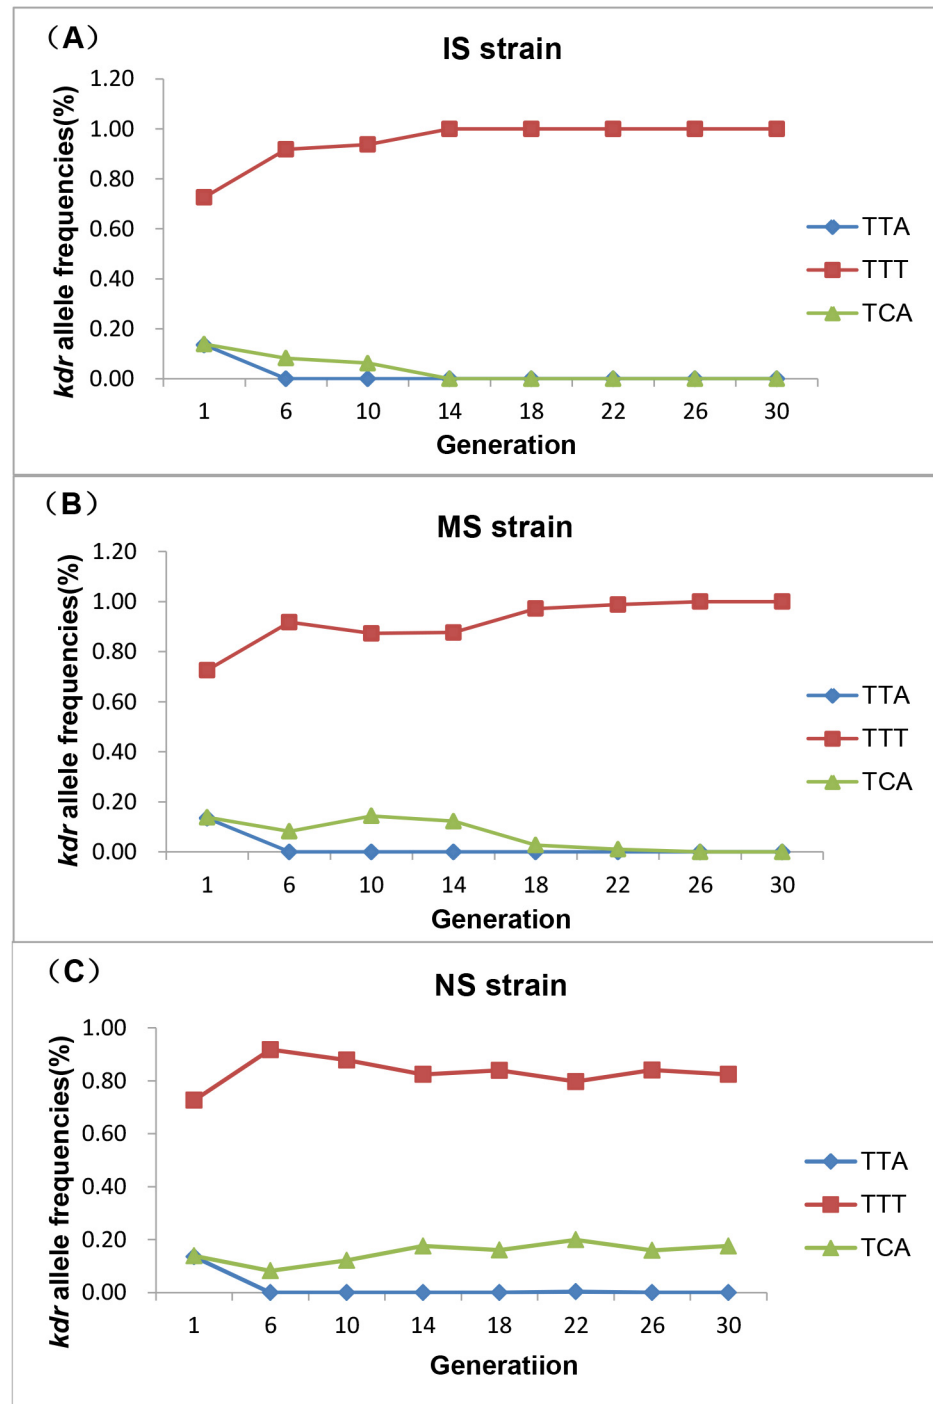 （A）
IS strain
kdr allele frequencies(%)
1.20
1.00
0.80
0.60
0.40
0.20
0.00
1 6 10 14 18 22 26 30
Generation
TTA
TTT
TCA
（B）
MS strain
kdr allele frequencies(%)
1.20
1.00
0.80
0.60
0.40
0.20
0.00
1 6 10 14 18 22 26 30
Generation
TTA
TTT
TCA
（C）
NS strain
kdr allele frequencies(%)
1.00
0.80
0.60
0.40
0.20
0.00
1 6 10 14 18 22 26 30
Generatiion
TTA
TTT
TCA